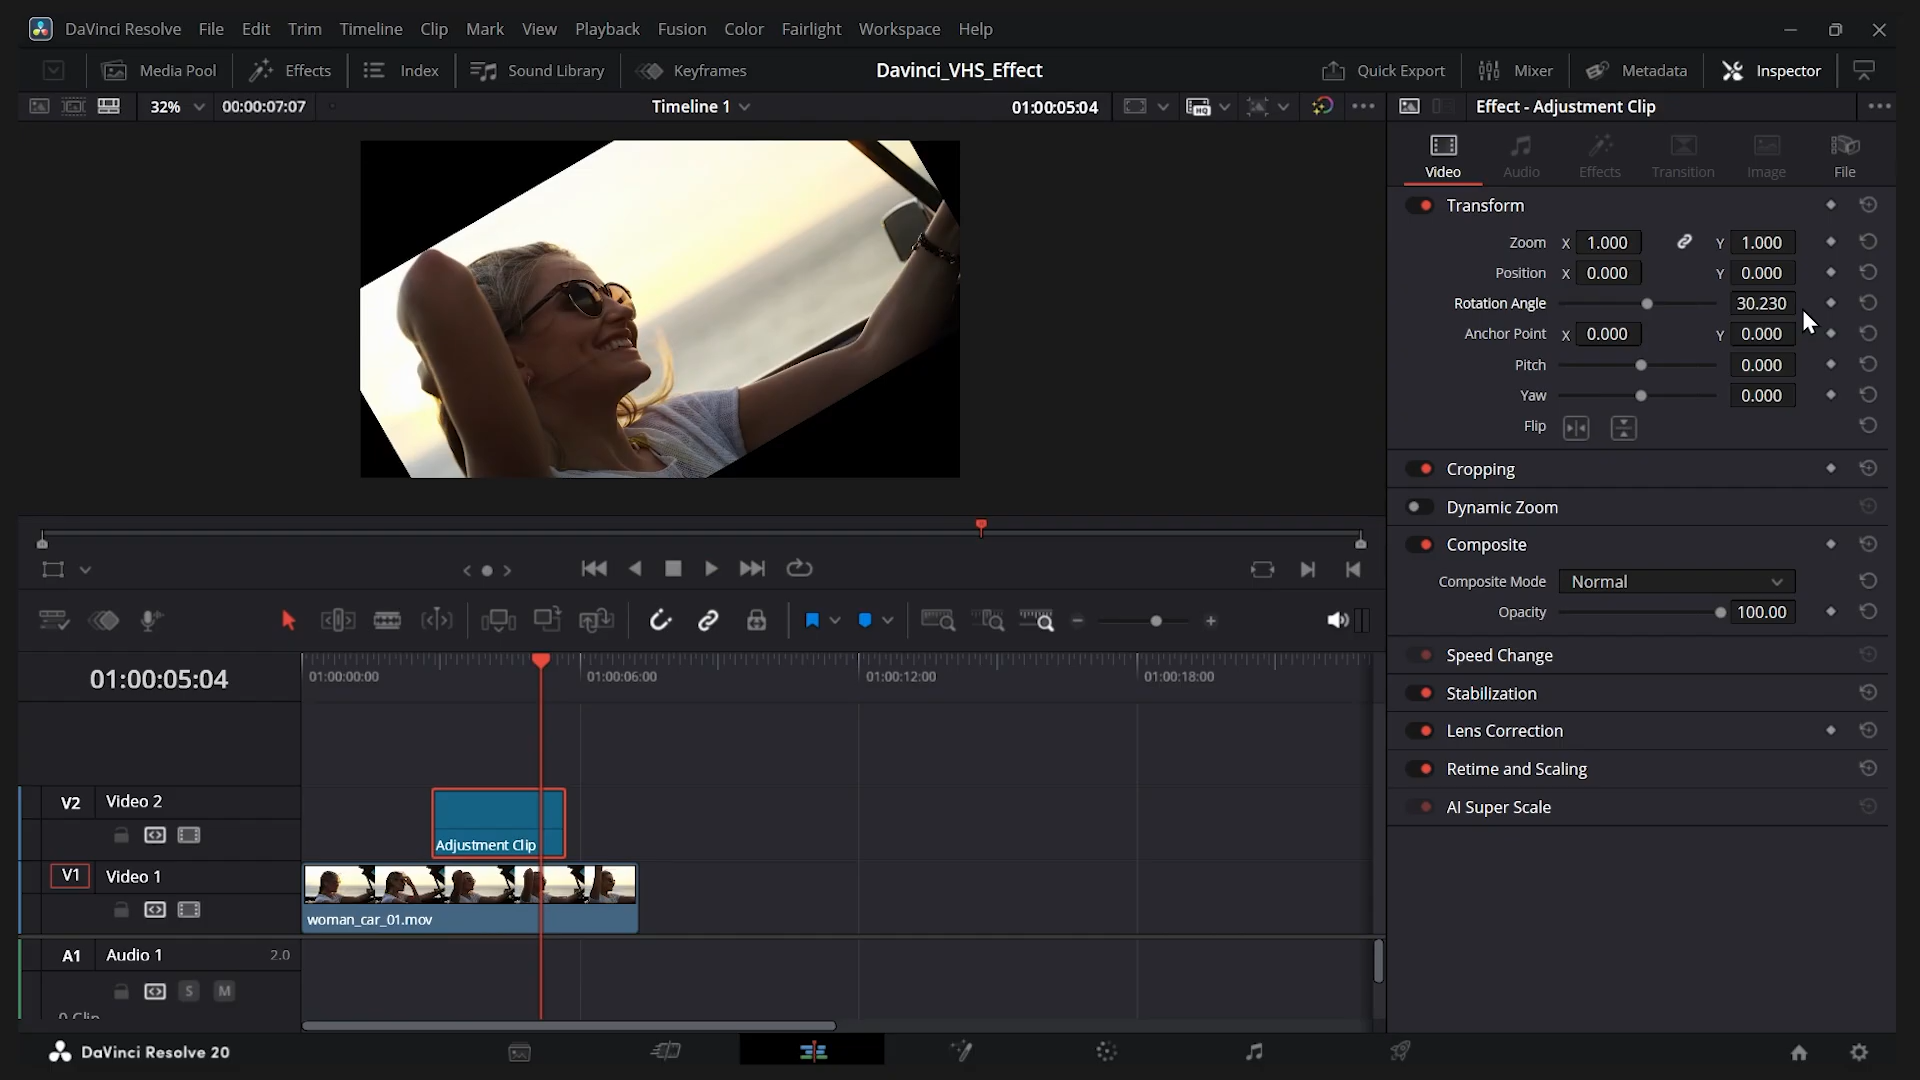 DaVinci Resolve File Edit Trim Timeline Clip Mark View Playback Fusion Color Fairlight Workspace Help
Media Pool Effects Index Sound Library Keyframes Davinci_VHS_Effect Quick Export Mixer Metadata Inspector
32% 00:00:07:07 Timeline 1 01:00:05:04 Effect - Adjustment Clip
Video Audio Effects Transition Image File
Transform
Zoom X 1.000 Y 1.000
Position X 0.000 Y 0.000
Rotation Angle 30.230
Anchor Point X 0.000 Y 0.000
Pitch 0.000
Yaw 0.000
Flip
Cropping
Dynamic Zoom
Composite
Composite Mode Normal
Opacity 100.00
Speed Change
Stabilization
Lens Correction
Retime and Scaling
AI Super Scale
01:00:05:04 01:00:00:00 01:00:06:00 01:00:12:00 01:00:18:00
V2 Video 2
Adjustment Clip
V1 Video 1
woman_car_01.mov
A1 Audio 1 2.0
S M
0 Clip
DaVinci Resolve 20